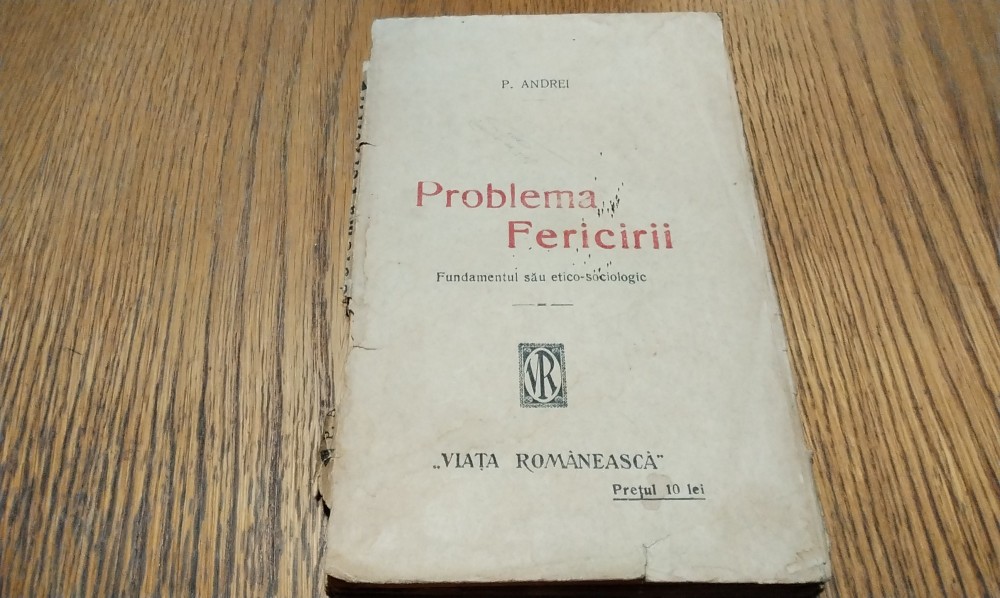 P. ANDREI
Problema
Fericirii
Fundamentul său etico-sociologic
VR
„VIAȚA ROMÂNEASCĂ"
Prețul 10 lei